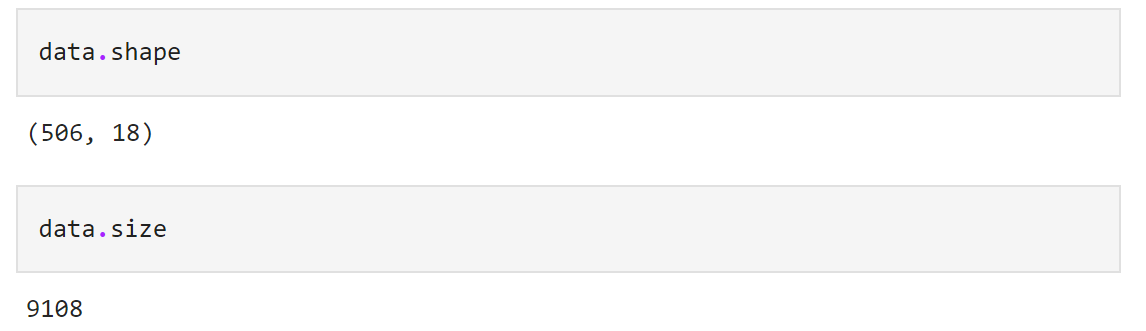 data.shape
(506, 18)
data.size
9108